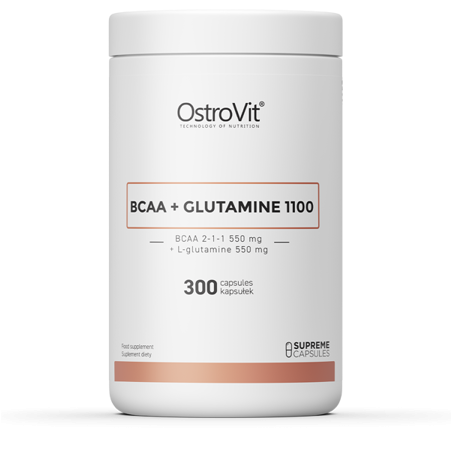 OstroVit®
TECHNOLOGY OF NUTRITION
BCAA + GLUTAMINE 1100
BCAA 2-1-1 550 mg
+ L-glutamine 550 mg
300 capsules
kapsułek
Food supplement
Suplement diety
SUPREME
CAPSULES